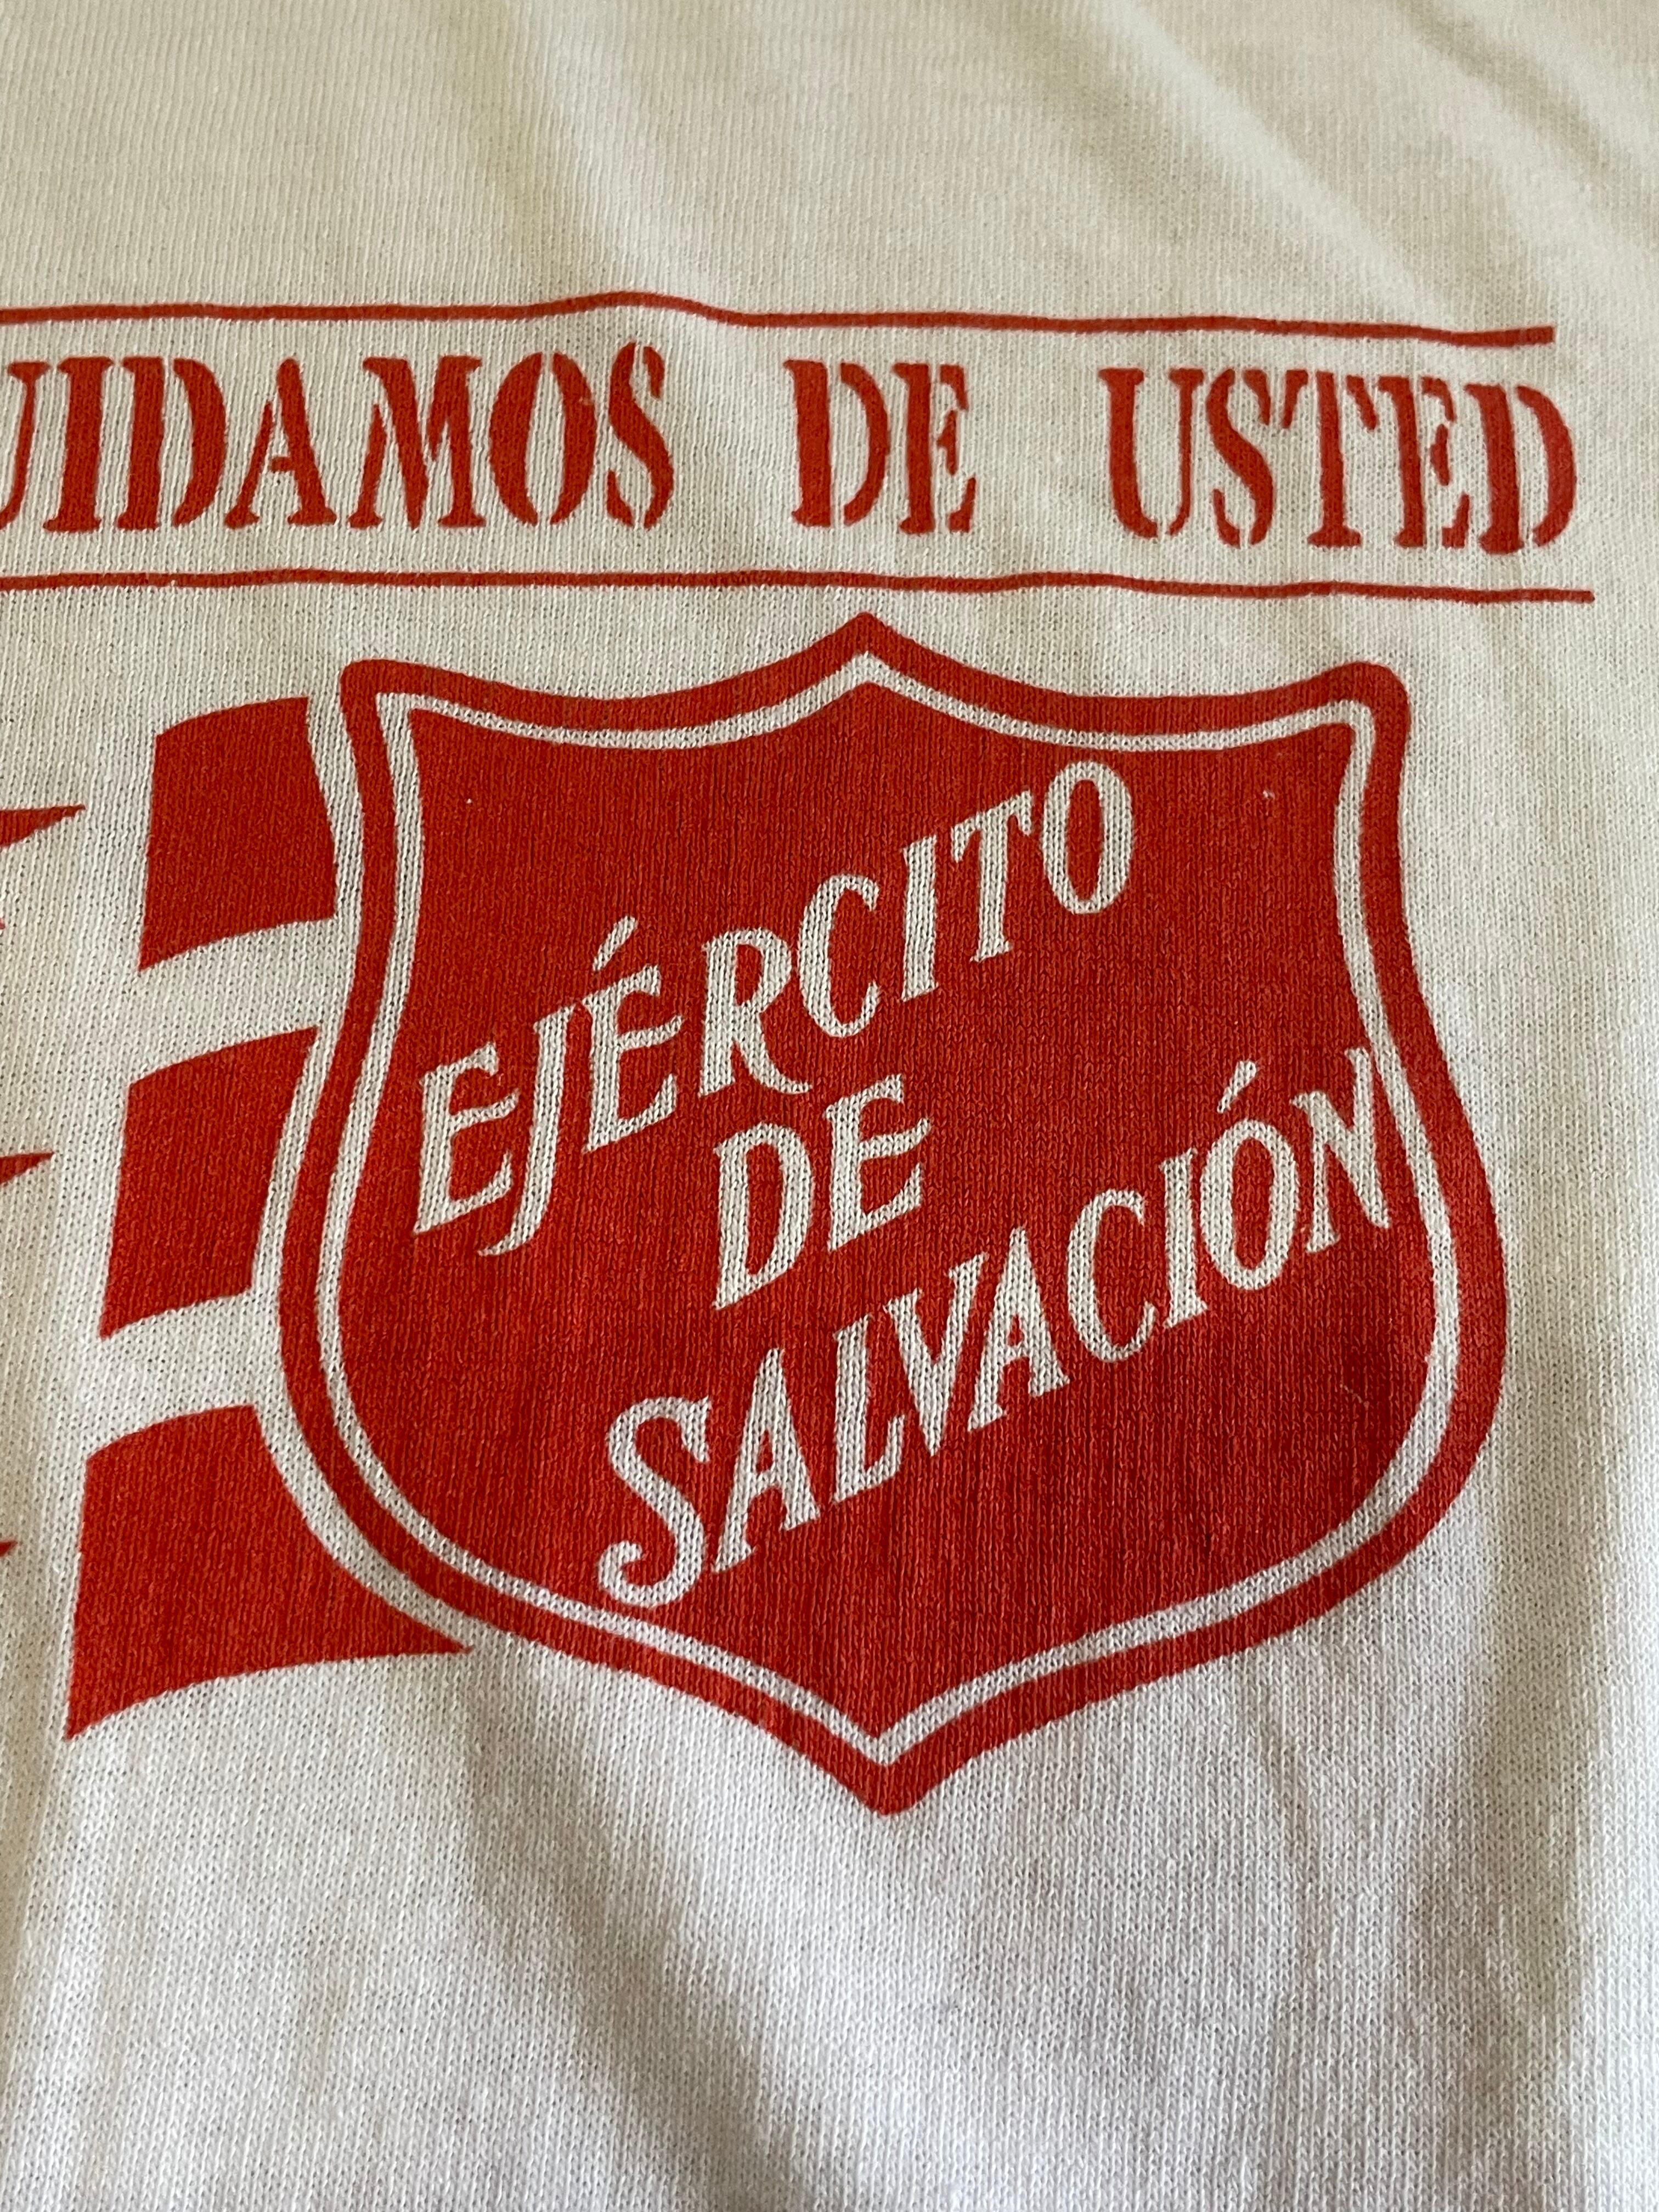 UIDAMOS DE USTED
EJÉRCITO
DE
SALVACIÓN